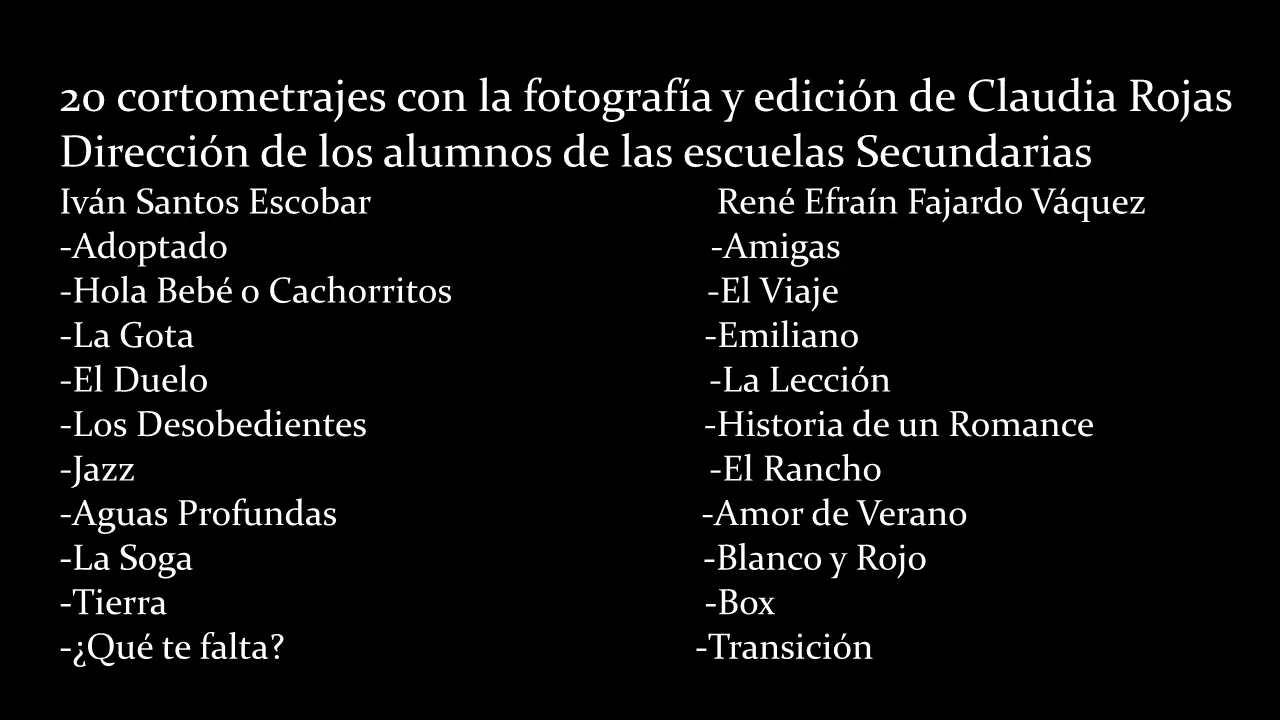 20 cortometrajes con la fotografía y edición de Claudia Rojas
Dirección de los alumnos de las escuelas Secundarias
Iván Santos Escobar René Efraín Fajardo Váquez
-Adoptado -Amigas
-Hola Bebé o Cachorritos -El Viaje
-La Gota -Emiliano
-El Duelo -La Lección
-Los Desobedientes -Historia de un Romance
-Jazz -El Rancho
-Aguas Profundas -Amor de Verano
-La Soga -Blanco y Rojo
-Tierra -Box
-¿Qué te falta? -Transición